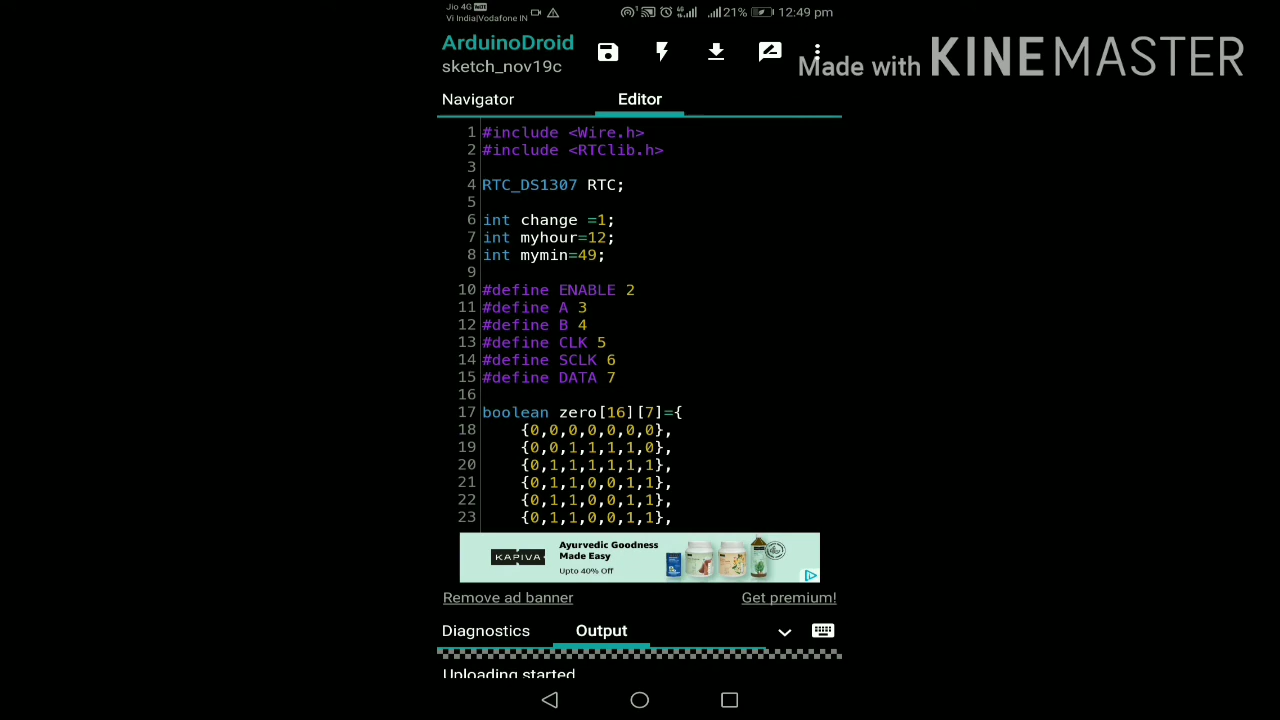 Jio 4G HD
Vi India|Vodafone IN
21% 12:49 pm
ArduinoDroid
sketch_nov19c
Made with KINEMASTER
Navigator Editor
1 #include <Wire.h>
2 #include <RTClib.h>
3
4 RTC_DS1307 RTC;
5
6 int change =1;
7 int myhour=12;
8 int mymin=49;
9
10 #define ENABLE 2
11 #define A 3
12 #define B 4
13 #define CLK 5
14 #define SCLK 6
15 #define DATA 7
16
17 boolean zero[16][7]={
18 {0,0,0,0,0,0,0},
19 {0,0,1,1,1,1,0},
20 {0,1,1,1,1,1,1},
21 {0,1,1,0,0,1,1},
22 {0,1,1,0,0,1,1},
23 {0,1,1,0,0,1,1},
KAPIVA
Ayurvedic Goodness
Made Easy
Upto 40% Off
Remove ad banner Get premium!
Diagnostics Output
Uploading started